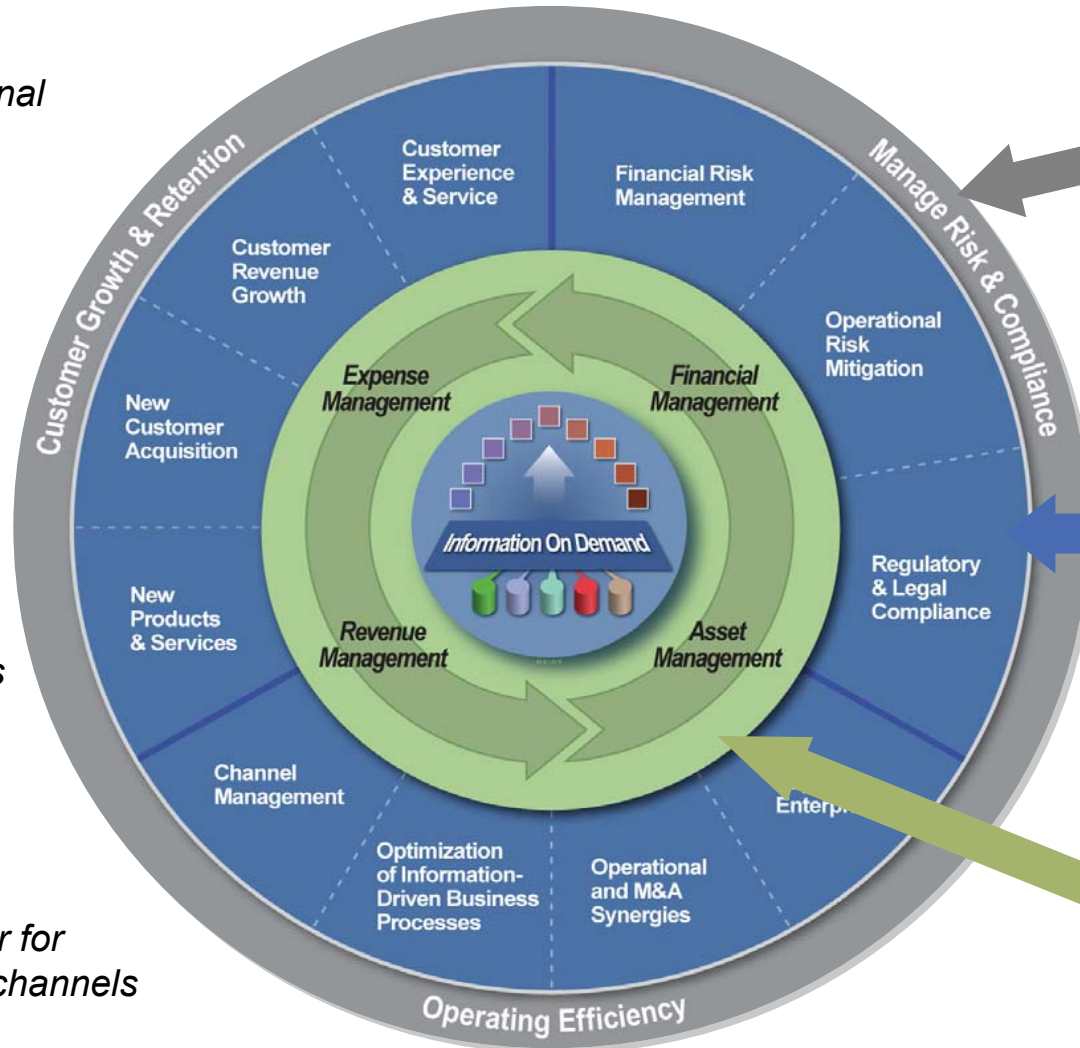 nal
Customer
Experience
& Service
Financial Risk
Management
Manage Risk & Compliance
Customer Growth & Retention
Customer
Revenue
Growth
Operational
Risk
Mitigation
Expense
Management
Financial
Management
New
Customer
Acquisition
Information On Demand
Regulatory
& Legal
Compliance
New
Products
& Services
Revenue
Management
Asset
Management
s
Channel
Management
Optimization
of Information-
Driven Business
Processes
Operational
and M&A
Synergies
r for
channels
Operating Efficiency